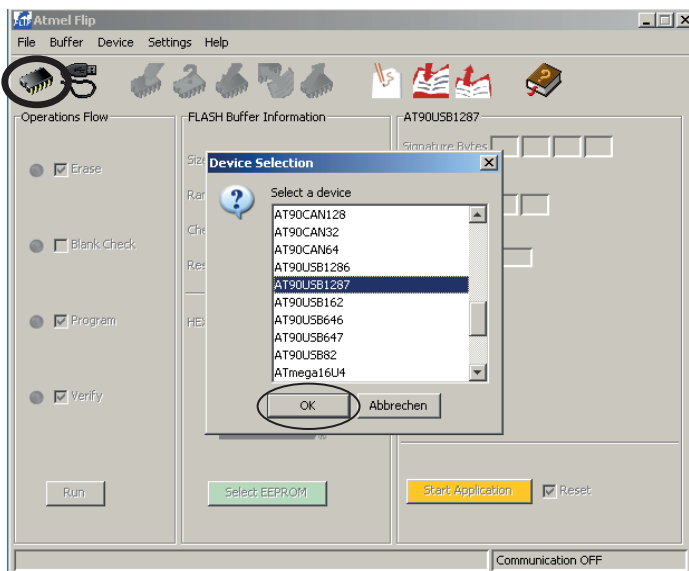 Atmel Flip
File Buffer Device Settings Help
Operations Flow
Erase
Blank Check
Program
Verify
Run
FLASH Buffer Information
Select EEPROM
AT90USB1287
Signature Bytes
Start Application
Reset
Device Selection
Select a device
AT90CAN128
AT90CAN32
AT90CAN64
AT90USB1286
AT90USB1287
AT90USB162
AT90USB646
AT90USB647
AT90USB82
ATmega16U4
OK Abbrechen
Communication OFF